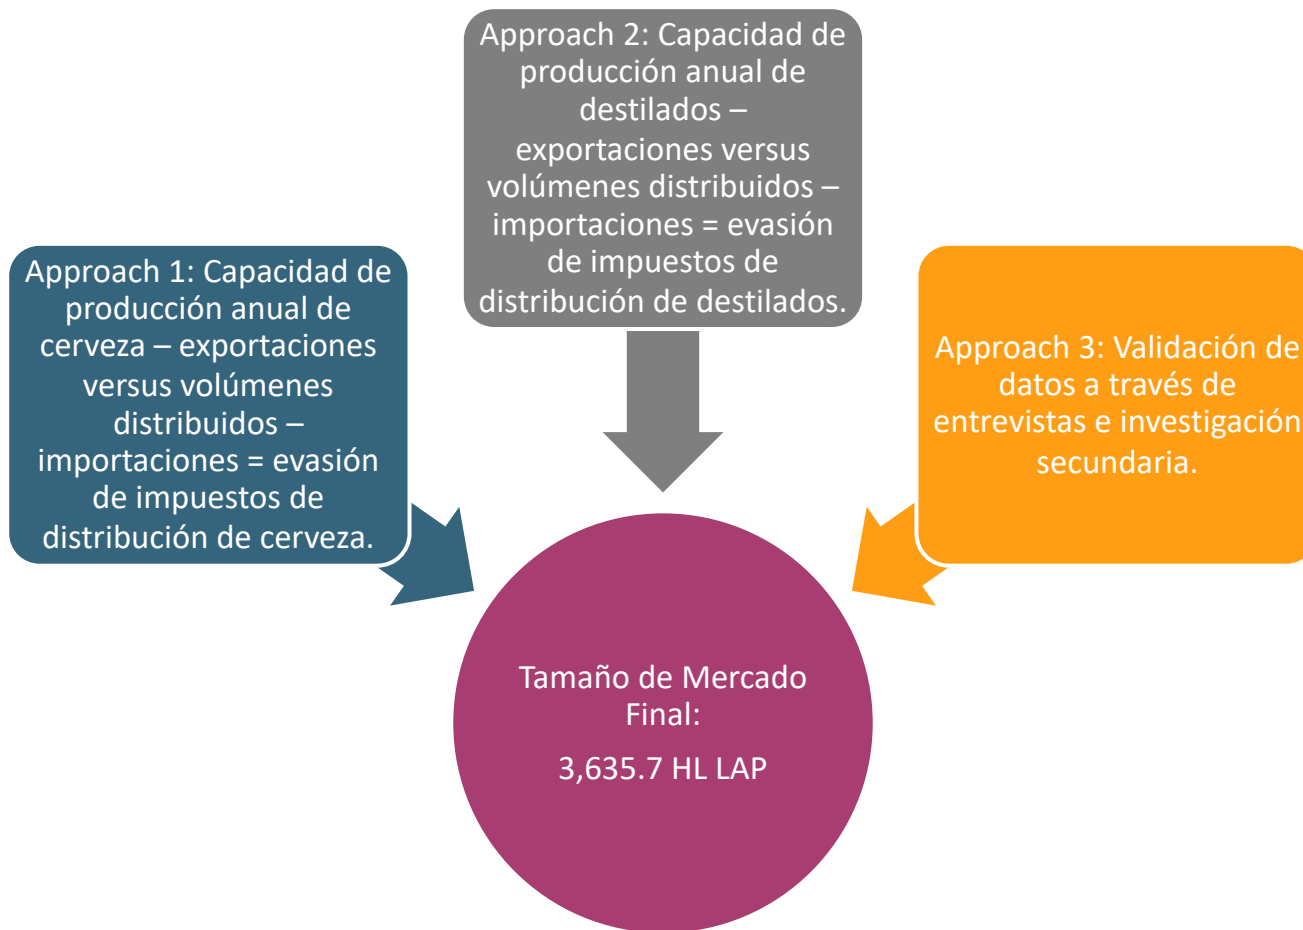 Approach 1: Capacidad de
producción anual de
cerveza – exportaciones
versus volúmenes
distribuidos –
importaciones = evasión
de impuestos de
distribución de cerveza.
Approach 2: Capacidad de
producción anual de
destilados –
exportaciones versus
volúmenes distribuidos –
importaciones = evasión
de impuestos de
distribución de destilados.
Approach 3: Validación de
datos a través de
entrevistas e investigación
secundaria.
Tamaño de Mercado
Final:
3,635.7 HL LAP